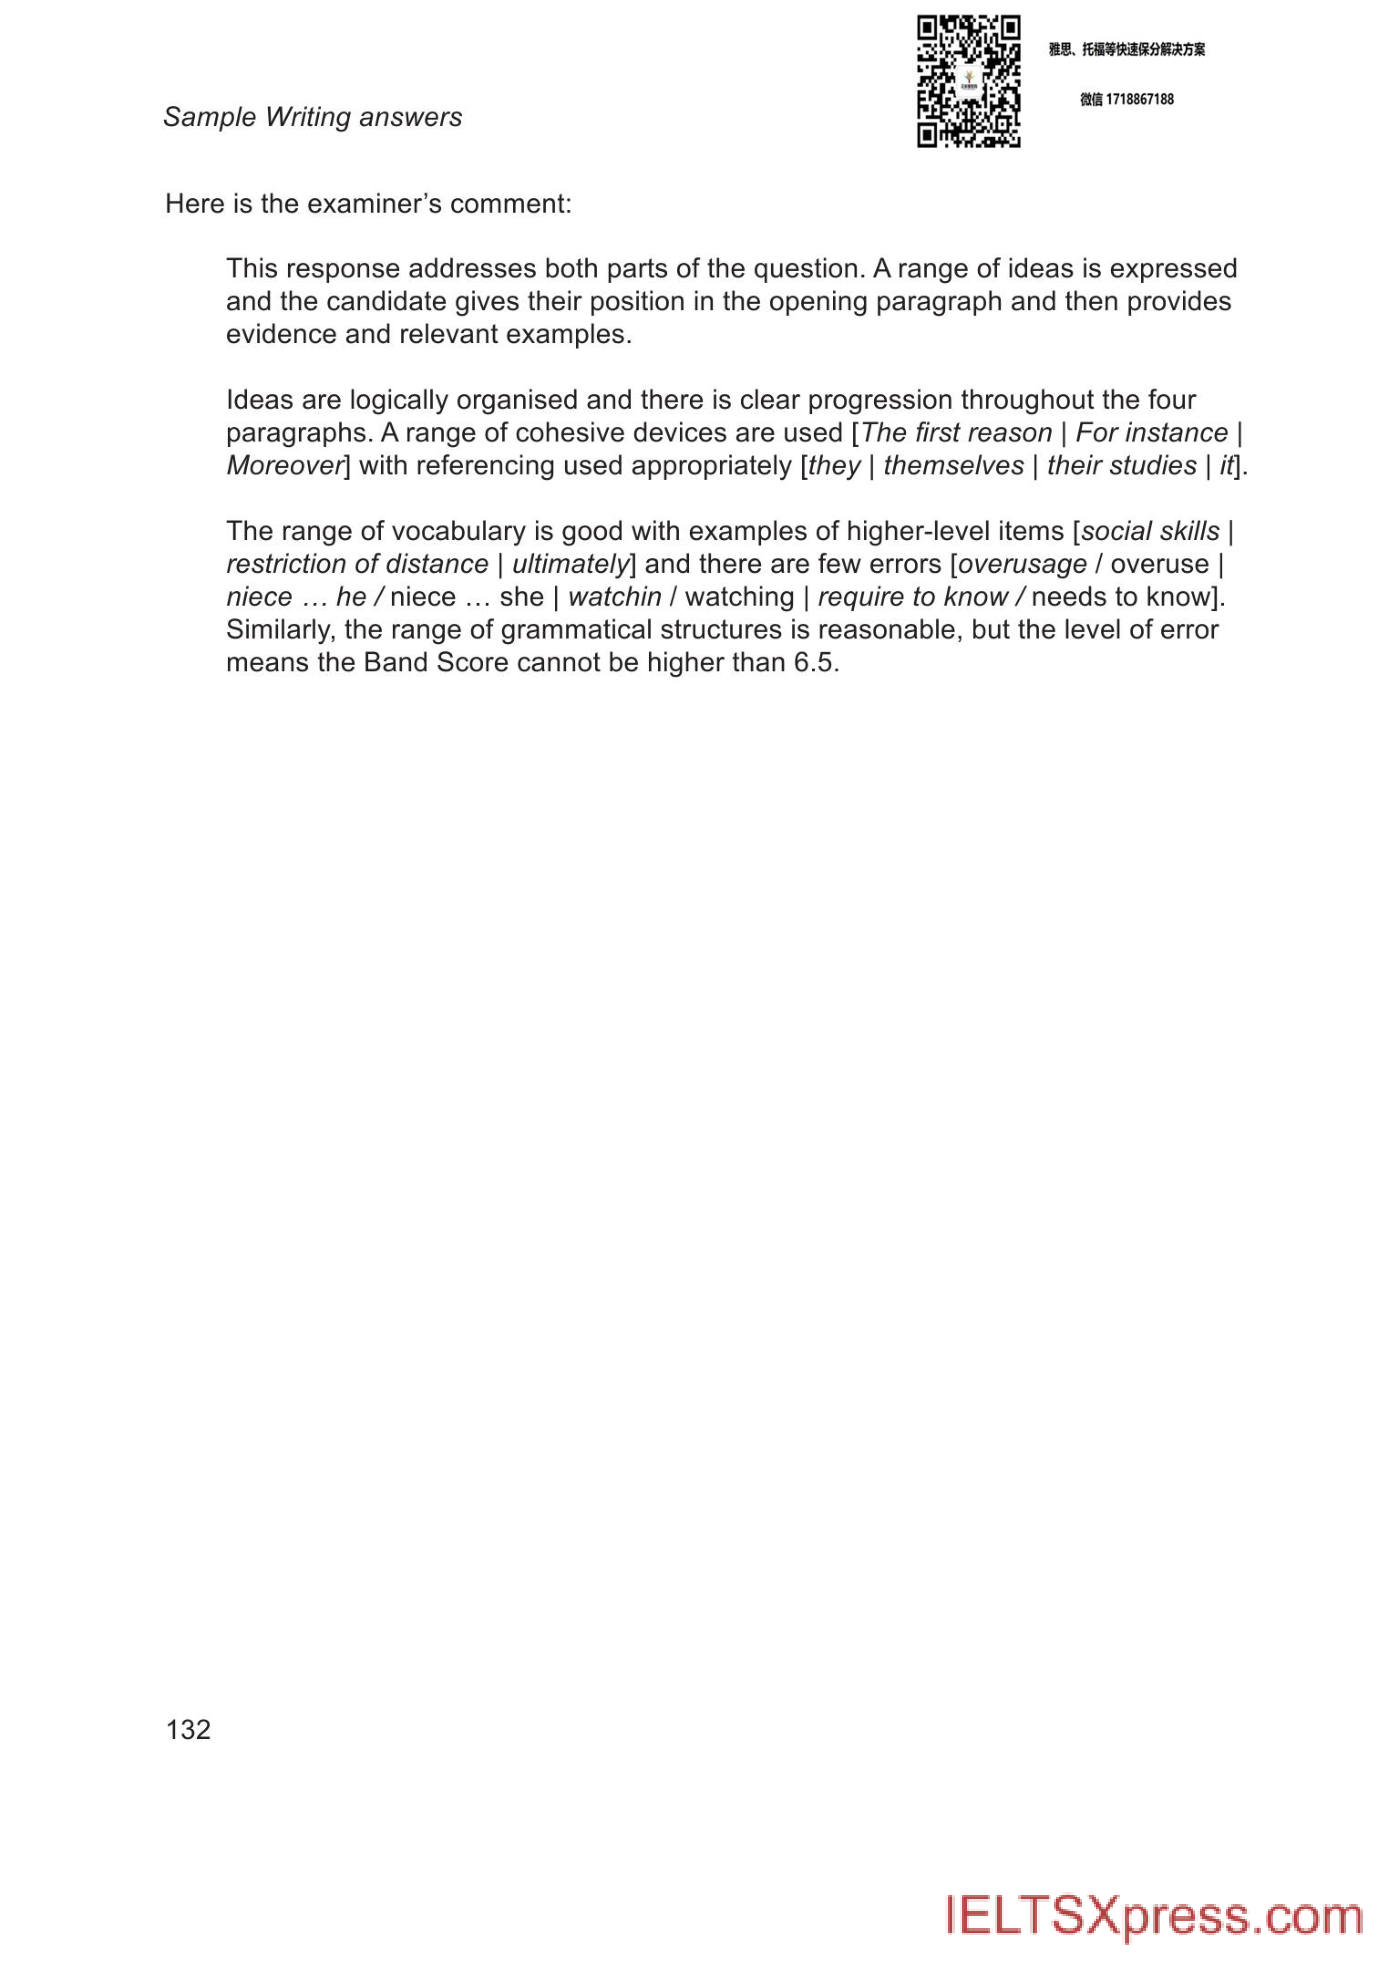 雅思、托福等快速保分解决方案
微信 1718867188
Sample Writing answers
Here is the examiner’s comment:
This response addresses both parts of the question. A range of ideas is expressed
and the candidate gives their position in the opening paragraph and then provides
evidence and relevant examples.
Ideas are logically organised and there is clear progression throughout the four
paragraphs. A range of cohesive devices are used [The first reason | For instance |
Moreover] with referencing used appropriately [they | themselves | their studies | it].
The range of vocabulary is good with examples of higher-level items [social skills |
restriction of distance | ultimately] and there are few errors [overusage / overuse |
niece … he / niece … she | watchin / watching | require to know / needs to know].
Similarly, the range of grammatical structures is reasonable, but the level of error
means the Band Score cannot be higher than 6.5.
132
IELTSXpress.com